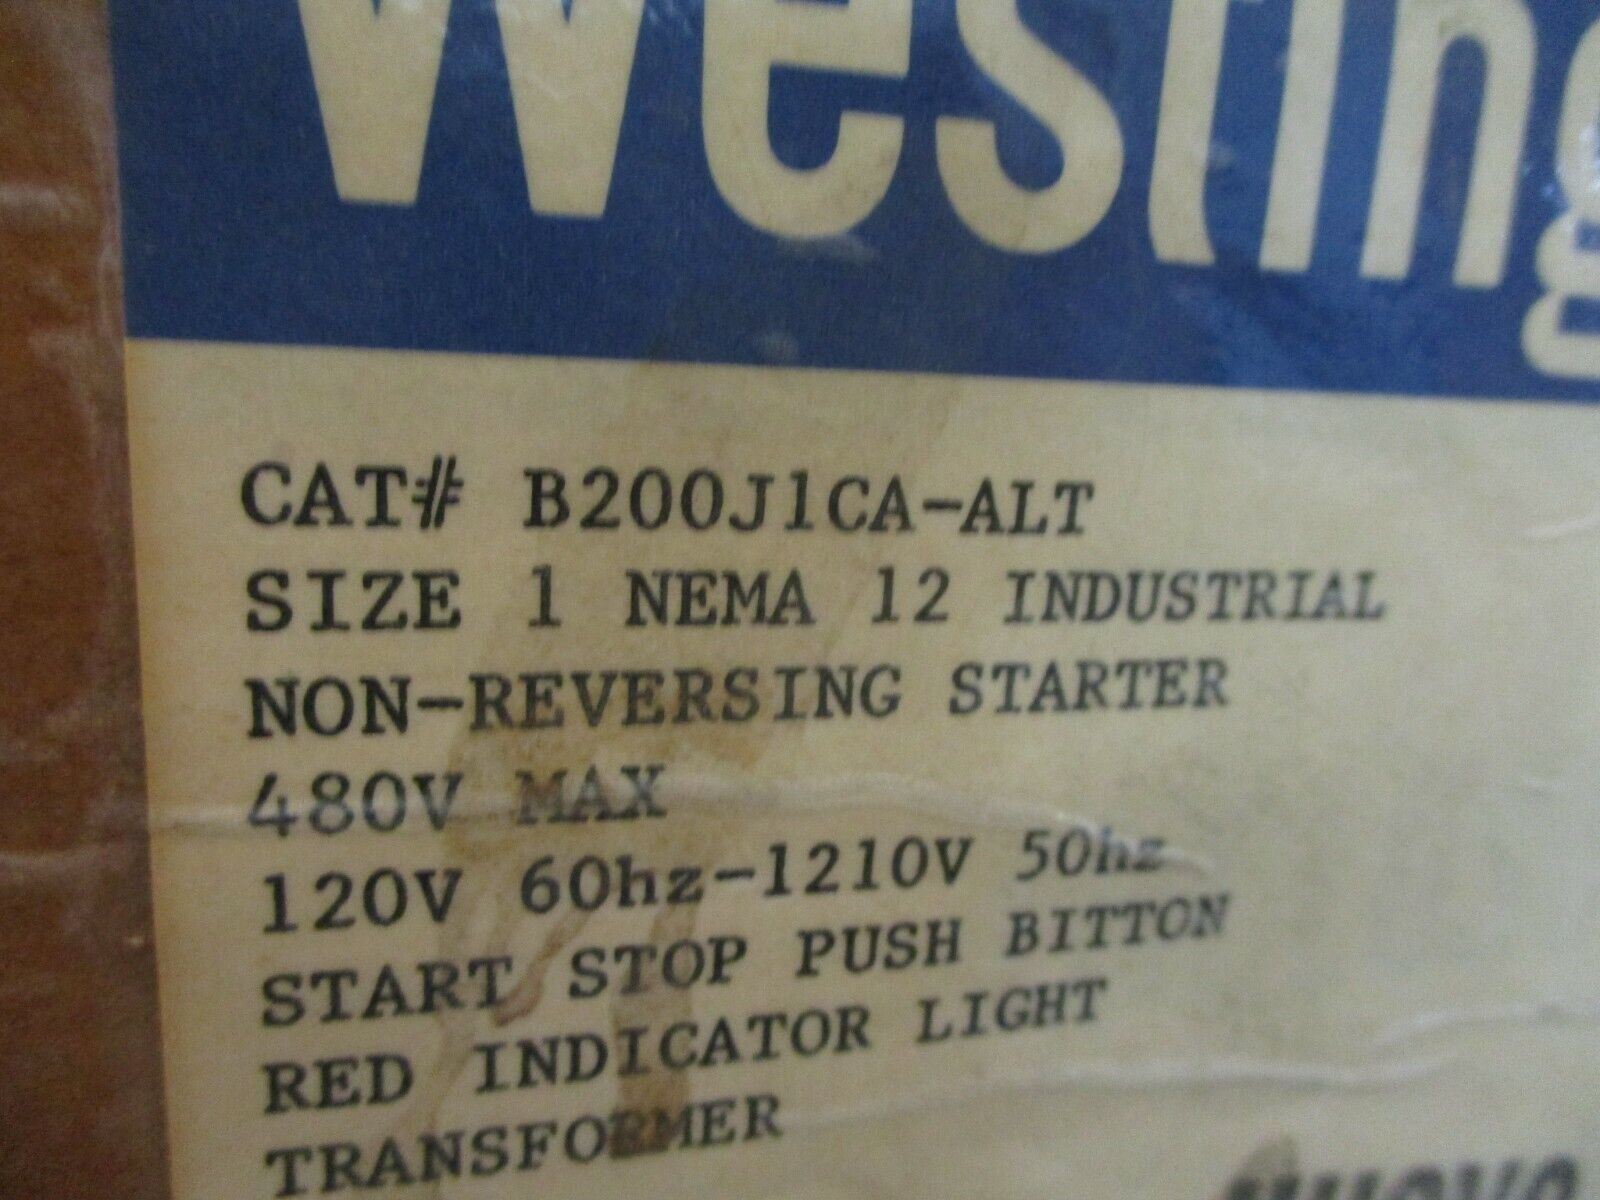 Westing
CAT# B200J1CA-ALT
SIZE 1 NEMA 12 INDUSTRIAL
NON-REVERSING STARTER
480V MAX
120V 60hz-1210V 50hz
START STOP PUSH BITTON
RED INDICATOR LIGHT
TRANSFORMER